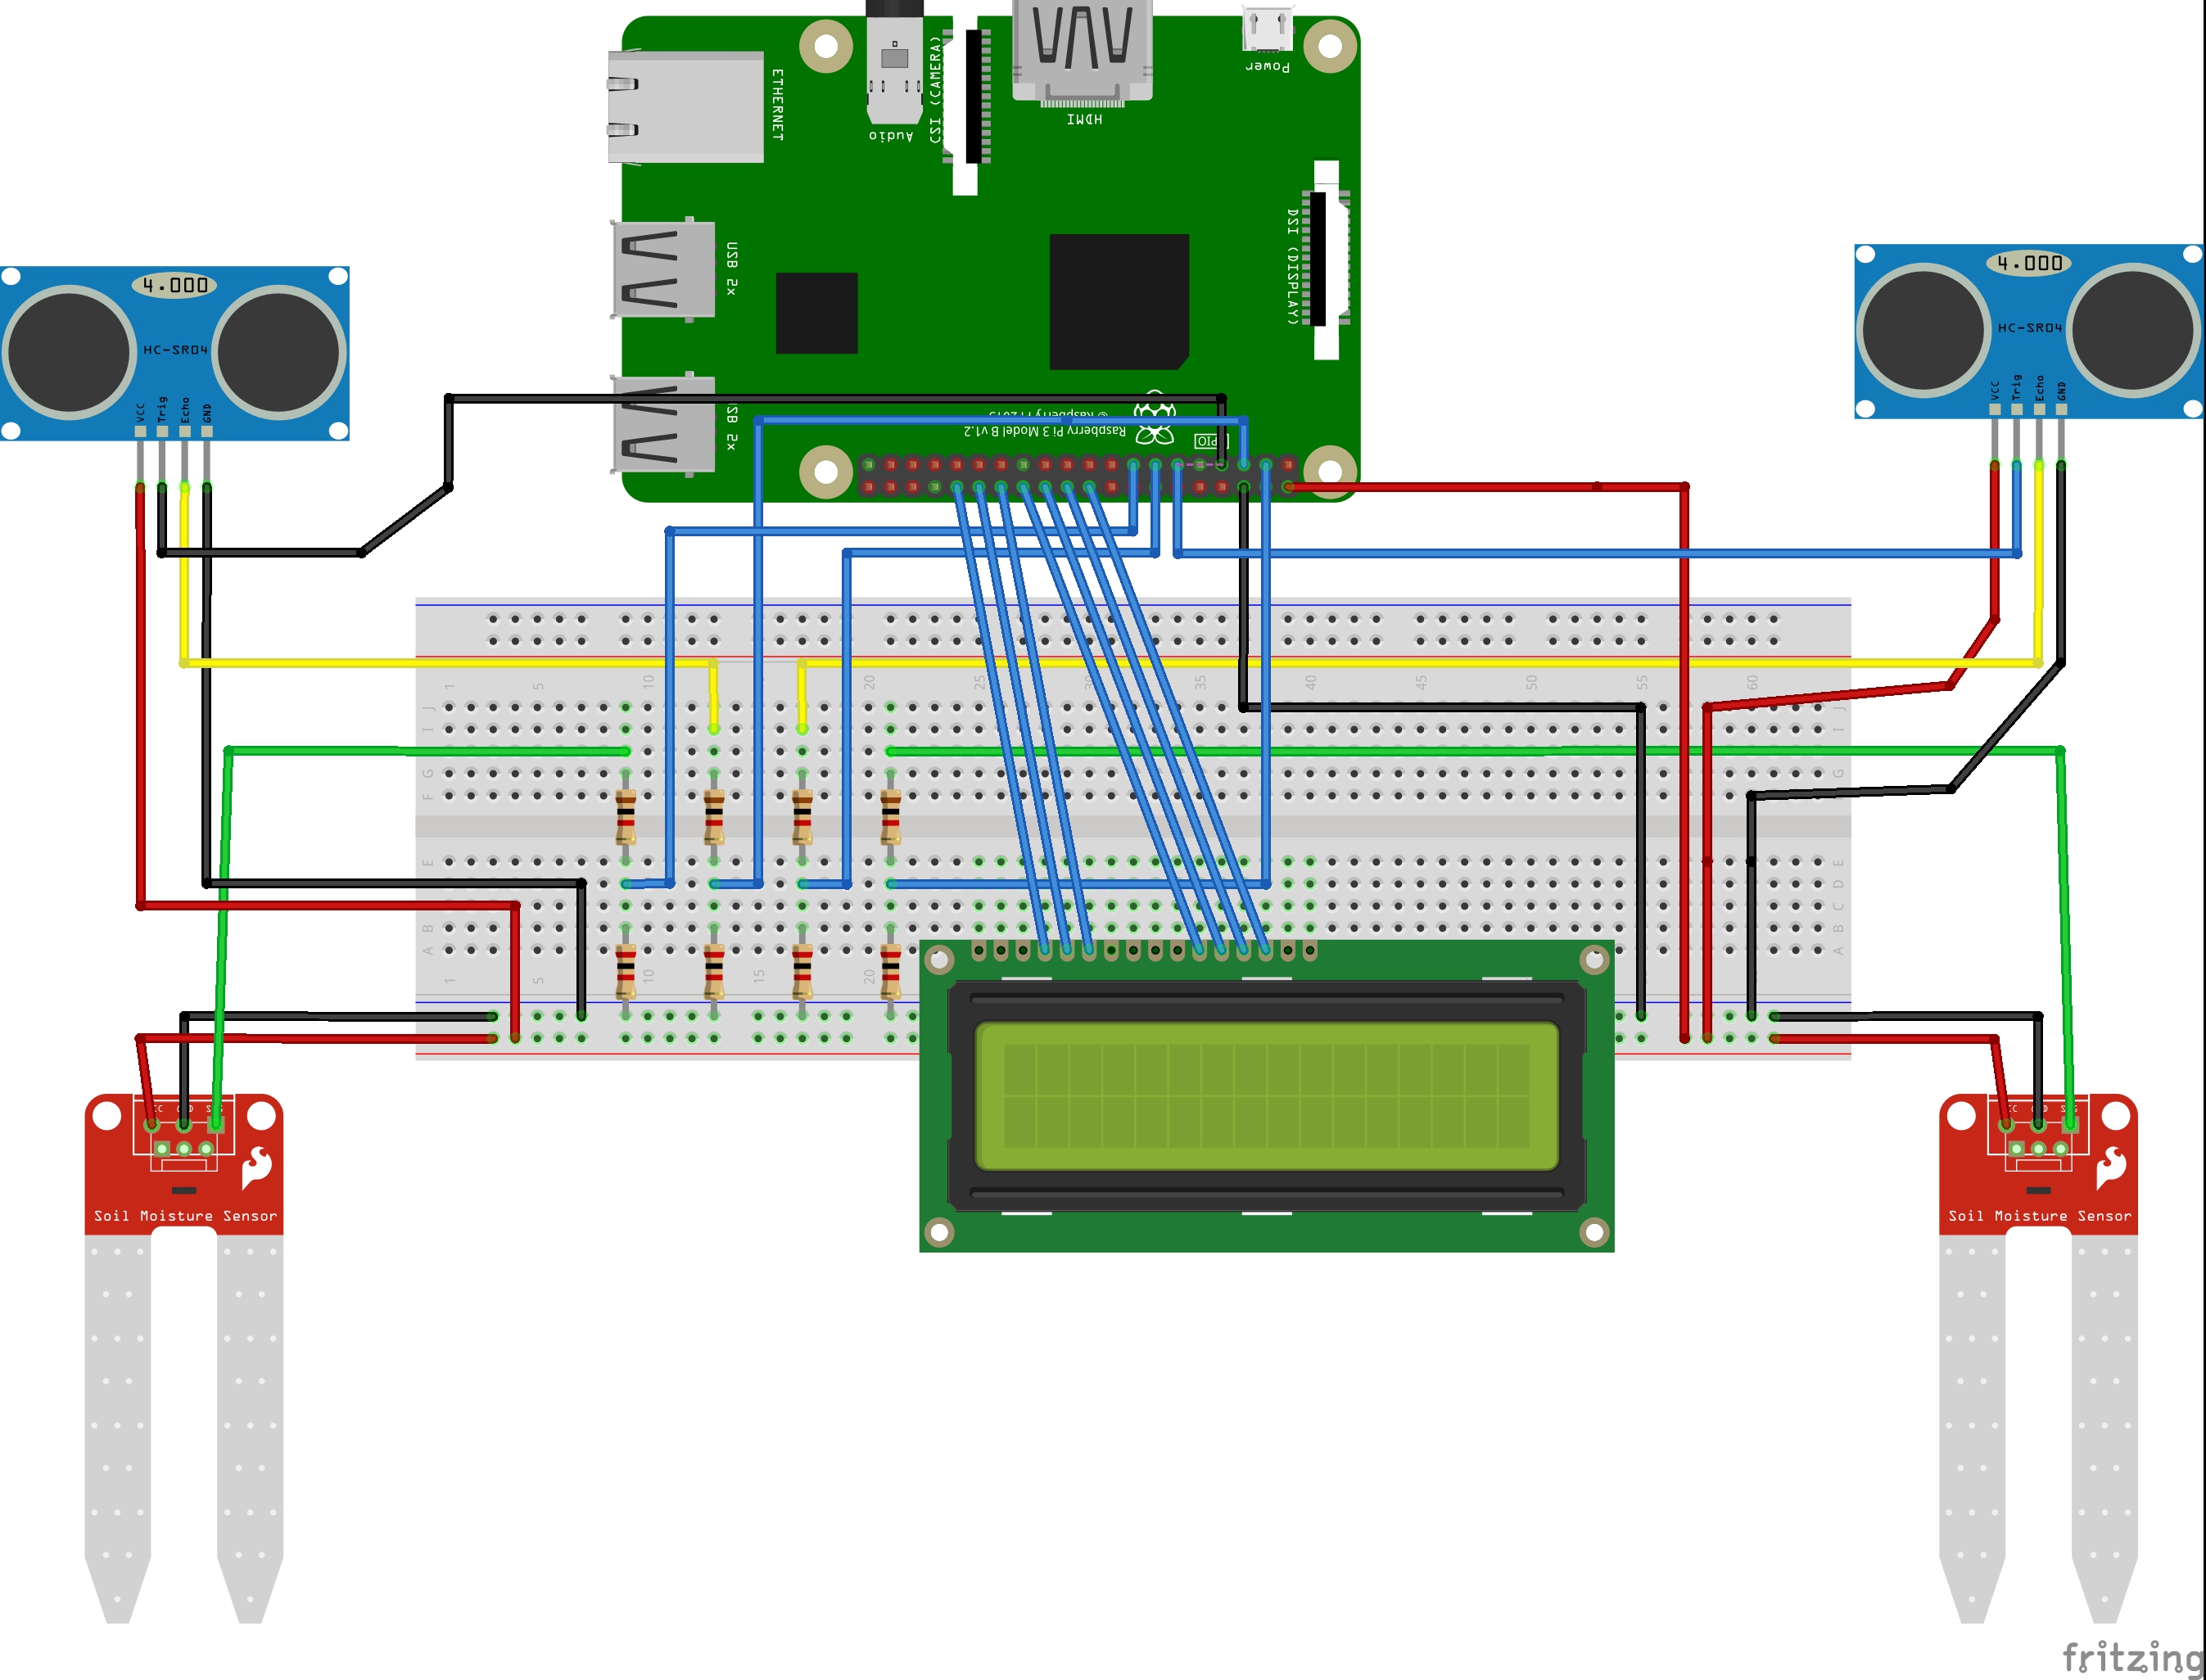 ETHERNET
Audio
CSI (CAMERA)
HDMI
Power
USB 2x
DSI (DISPLAY)
USB 2x
© Raspberry Pi 2015
Raspberry Pi 3 Model B v1.2
GPIO
4.000
HC-SR04
VCC
Trig
Echo
GND
4.000
HC-SR04
VCC
Trig
Echo
GND
1 5 10 20 25 30 35 40 45 50 55 60
J J
I I
G G
F
E E
D D
C C
B B
A A
1 5 10 15 20
Soil Moisture Sensor
Soil Moisture Sensor
fritzing